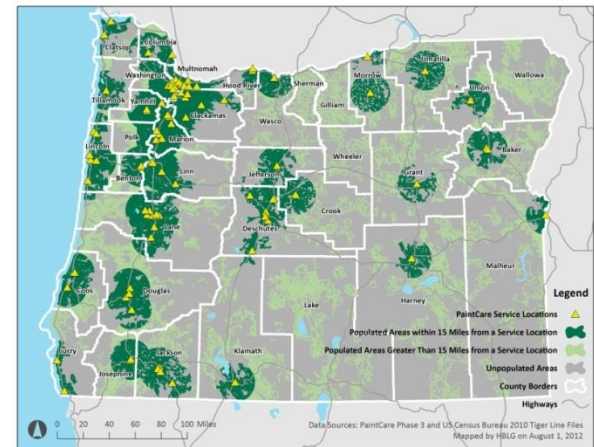 Clatsop
Columbia
Washington
Multnomah
Hood River
Tillamook
Yamhill
Clackamas
Sherman
Gilliam
Morrow
Umatilla
Union
Wallowa
Wasco
Polk
Marion
Lincoln
Benton
Linn
Jefferson
Wheeler
Grant
Baker
Crook
Deschutes
Lane
Coos
Douglas
Lake
Harney
Malheur
Curry
Josephine
Jackson
Klamath
Legend
PaintCare Service Locations
Populated Areas within 15 Miles from a Service Location
Populated Areas Greater Than 15 Miles from a Service Location
Unpopulated Areas
County Borders
Highways
0 20 40 60 80 100 Miles
Data Sources: PaintCare Phase 3 and US Census Bureau 2010 Tiger Line Files
Mapped by HBLG on August 1, 2012